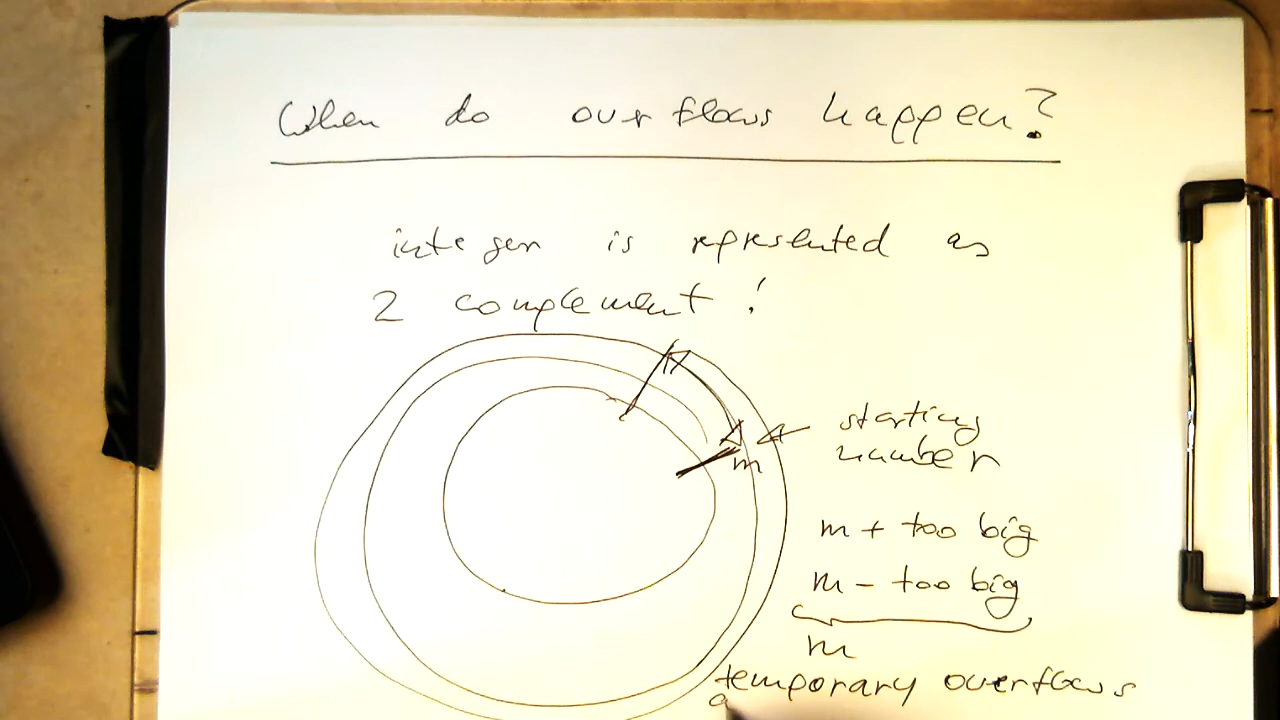 When do overflows happen?
integer is represented as
2 complement!
starting
number
m
m + too big
m - too big
m
temporary overflows